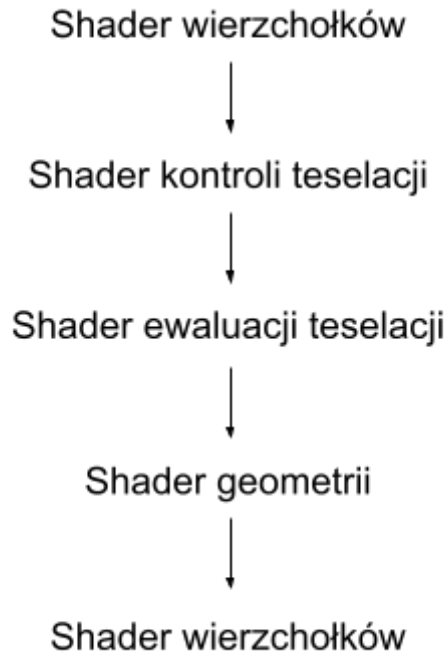 Shader wierzchołków
Shader kontroli teselacji
Shader ewaluacji teselacji
Shader geometrii
Shader wierzchołków